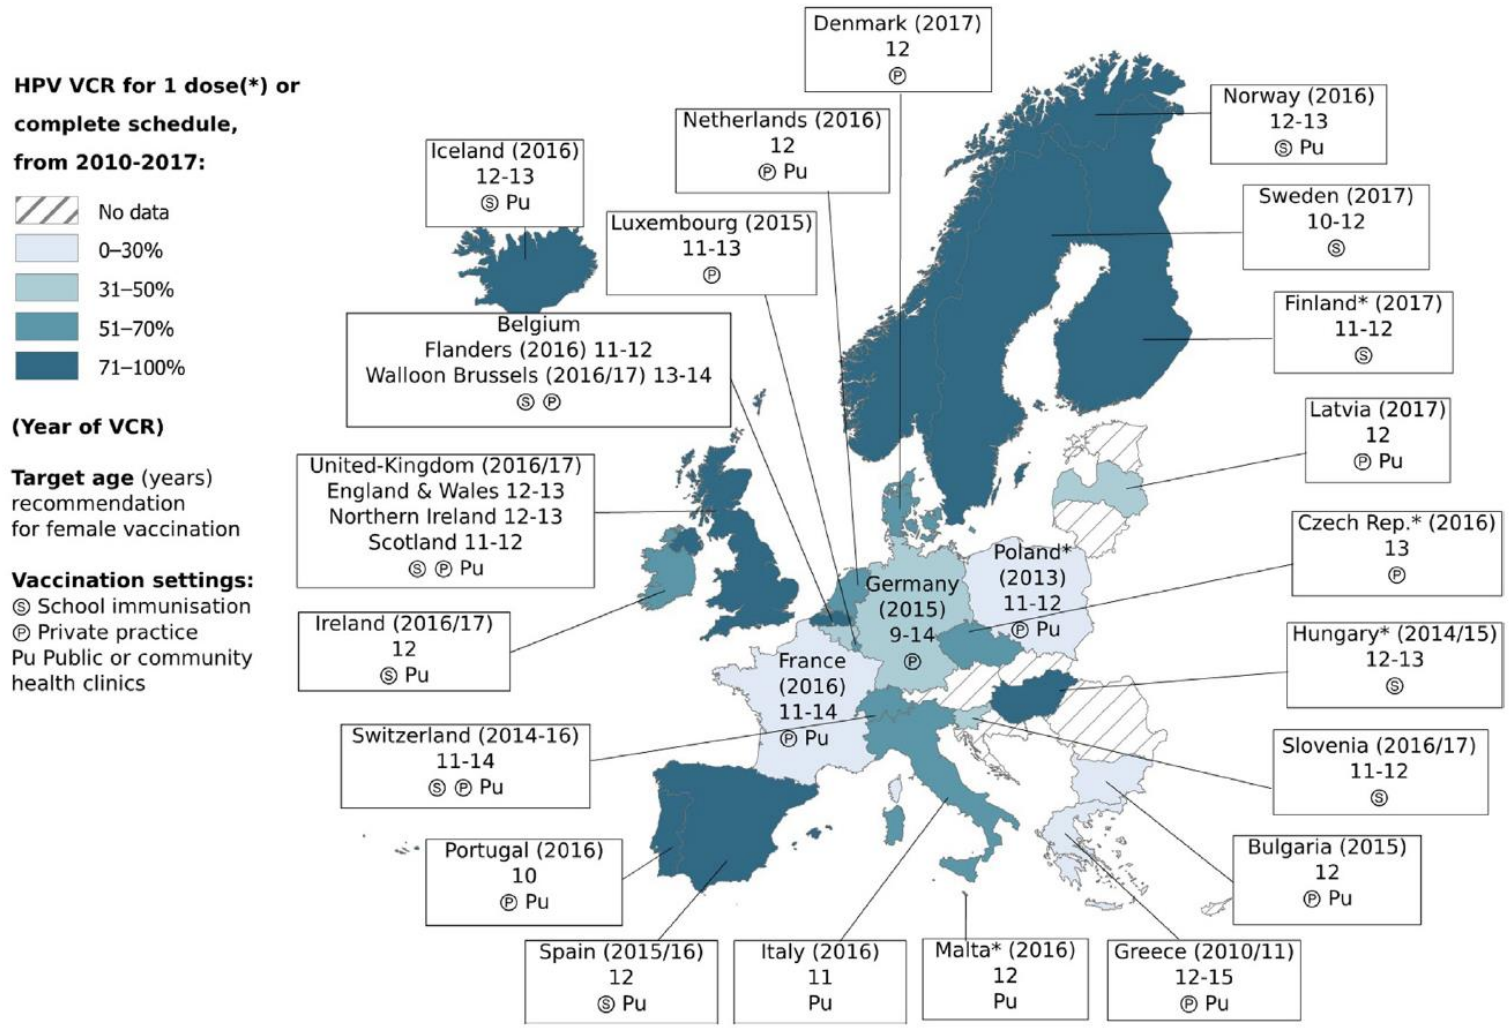 HPV VCR for 1 dose(*) or
complete schedule,
from 2010-2017:
No data
0–30%
31–50%
51–70%
71–100%
(Year of VCR)
Target age (years)
recommendation
for female vaccination
Vaccination settings:
Ⓢ School immunisation
Ⓟ Private practice
Pu Public or community
health clinics
Denmark (2017)
12
Ⓟ
Netherlands (2016)
12
Ⓟ Pu
Iceland (2016)
12-13
Ⓢ Pu
Luxembourg (2015)
11-13
Ⓟ
Belgium
Flanders (2016) 11-12
Walloon Brussels (2016/17) 13-14
Ⓢ Ⓟ
United-Kingdom (2016/17)
England & Wales 12-13
Northern Ireland 12-13
Scotland 11-12
Ⓢ Ⓟ Pu
Ireland (2016/17)
12
Ⓢ Pu
Switzerland (2014-16)
11-14
Ⓢ Ⓟ Pu
Portugal (2016)
10
Ⓟ Pu
Spain (2015/16)
12
Ⓢ Pu
Italy (2016)
11
Pu
Malta* (2016)
12
Pu
Greece (2010/11)
12-15
Ⓟ Pu
Bulgaria (2015)
12
Ⓟ Pu
Slovenia (2016/17)
11-12
Ⓢ
Hungary* (2014/15)
12-13
Ⓢ
Czech Rep.* (2016)
13
Ⓟ
Latvia (2017)
12
Ⓟ Pu
Finland* (2017)
11-12
Ⓢ
Sweden (2017)
10-12
Ⓢ
Norway (2016)
12-13
Ⓢ Pu
Poland*
(2013)
11-12
Ⓟ Pu
Germany
(2015)
9-14
Ⓟ
France
(2016)
11-14
Ⓟ Pu